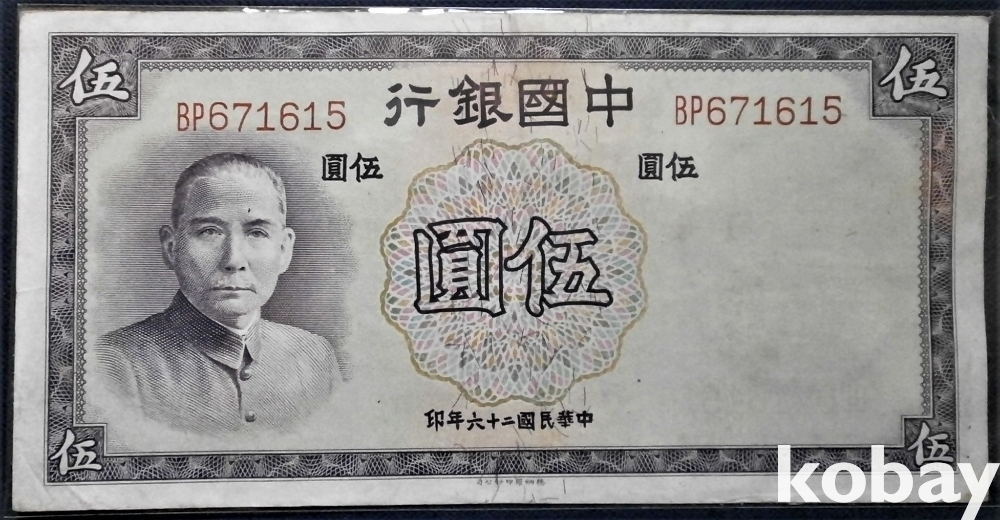 伍 伍
BP671615 中國銀行 BP671615
伍圓 伍圓
伍圓
中華民國二十六年印
伍 伍
kobay